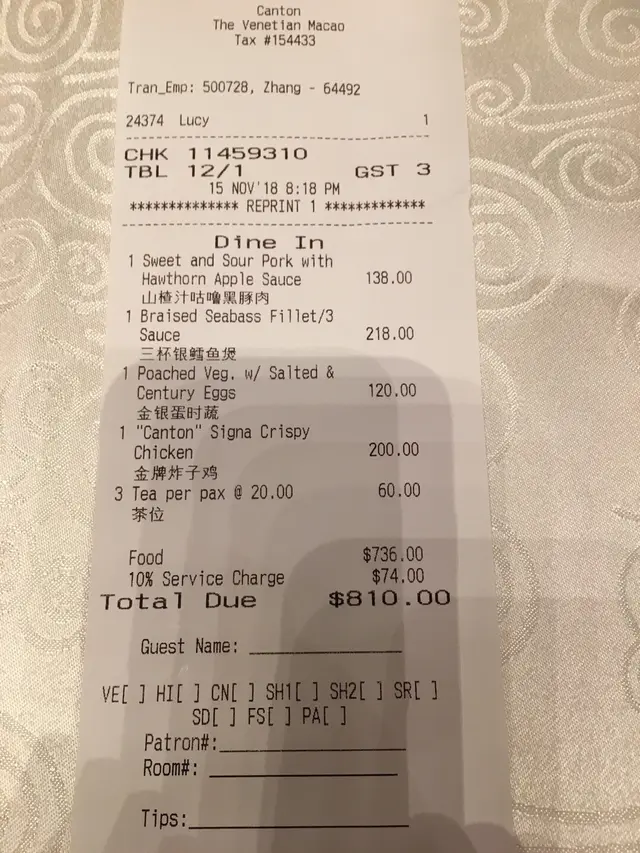 Canton
The Venetian Macao
Tax #154433
Tran_Emp: 500728, Zhang - 64492
24374 Lucy 1
CHK 11459310
TBL 12/1 GST 3
15 NOV'18 8:18 PM
************** REPRINT 1 *************
Dine In
1 Sweet and Sour Pork with
Hawthorn Apple Sauce 138.00
山楂汁咕噜黑豚肉
1 Braised Seabass Fillet/3
Sauce 218.00
三杯银鳕鱼煲
1 Poached Veg. w/ Salted &
Century Eggs 120.00
金银蛋时蔬
1 "Canton" Signa Crispy
Chicken 200.00
金牌炸子鸡
3 Tea per pax @ 20.00 60.00
茶位
Food $736.00
10% Service Charge $74.00
Total Due $810.00
Guest Name: ____________
VE[ ] HI[ ] CN[ ] SH1[ ] SH2[ ] SR[ ]
SD[ ] FS[ ] PA[ ]
Patron#:____________
Room#: ____________
Tips:____________